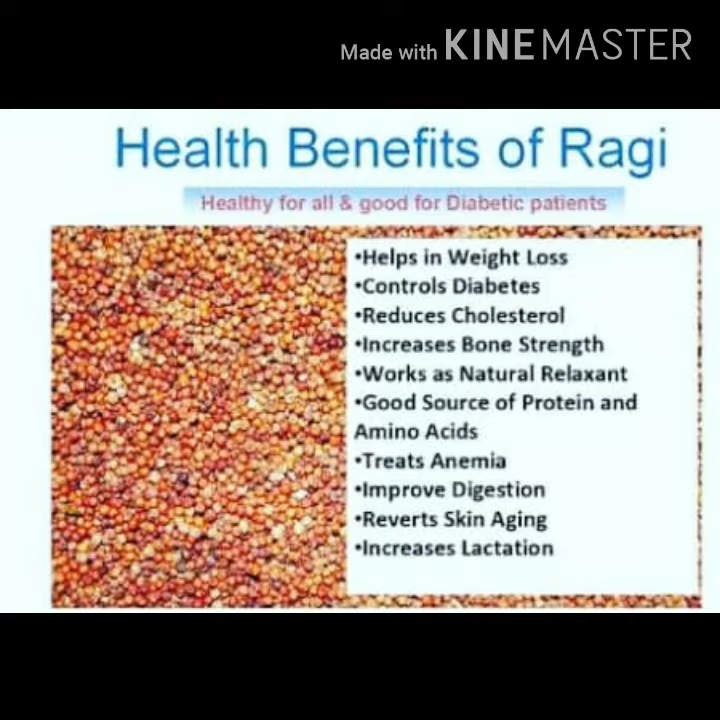 Made with KINEMASTER
Health Benefits of Ragi
Healthy for all & good for Diabetic patients
•Helps in Weight Loss
•Controls Diabetes
•Reduces Cholesterol
•Increases Bone Strength
•Works as Natural Relaxant
•Good Source of Protein and
Amino Acids
•Treats Anemia
•Improve Digestion
•Reverts Skin Aging
•Increases Lactation